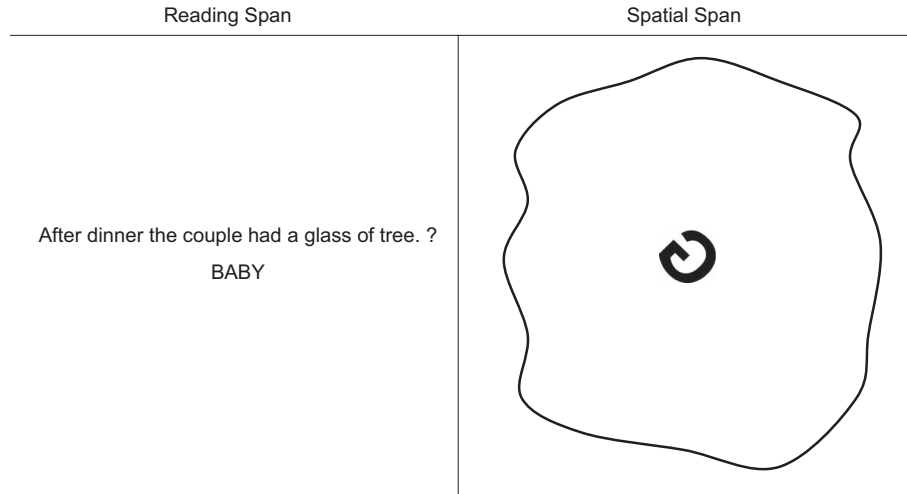 Reading Span
Spatial Span
After dinner the couple had a glass of tree. ?
BABY
G